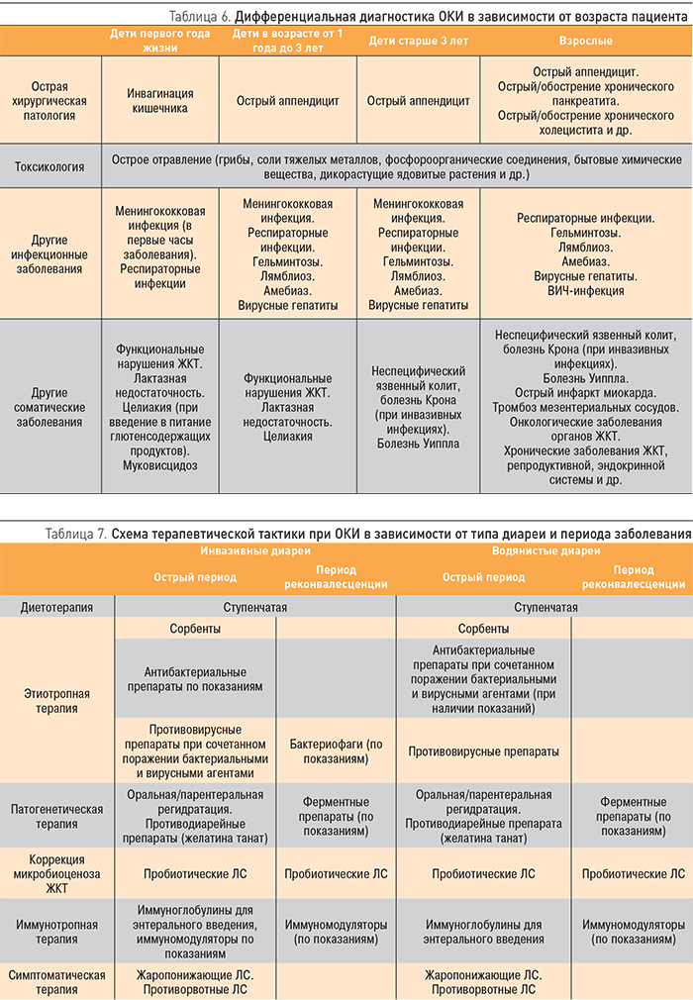 Таблица 6. Дифференциальная диагностика ОКИ в зависимости от возраста пациента
Дети первого года
жизни
Дети в возрасте от 1
года до 3 лет
Дети старше 3 лет
Взрослые
Острая
хирургическая
патология
Инвагинация
кишечника
Острый аппендицит
Острый аппендицит
Острый аппендицит.
Острый/обострение хронического
панкреатита.
Острый/обострение хронического
холецистита и др.
Токсикология
Острое отравление (грибы, соли тяжелых металлов, фосфороорганические соединения, бытовые химические
вещества, дикорастущие ядовитые растения и др.)
Другие
инфекционные
заболевания
Менингококковая
инфекция (в
первые часы
заболевания).
Респираторные
инфекции
Менингококковая
инфекция.
Респираторные
инфекции.
Гельминтозы.
Лямблиоз.
Амебиаз.
Вирусные гепатиты
Менингококковая
инфекция.
Респираторные
инфекции.
Гельминтозы.
Лямблиоз.
Амебиаз.
Вирусные гепатиты
Респираторные инфекции.
Гельминтозы.
Лямблиоз.
Амебиаз.
Вирусные гепатиты.
ВИЧ-инфекция
Другие
соматические
заболевания
Функциональные
нарушения ЖКТ.
Лактазная
недостаточность.
Целиакия (при
введение в питание
глютенсодержащих
продуктов).
Муковисцидоз
Функциональные
нарушения ЖКТ.
Лактазная
недостаточность.
Целиакия
Неспецифический
язвенный колит,
болезнь Крона
(при инвазивных
инфекциях).
Болезнь Уиппла
Неспецифический язвенный колит,
болезнь Крона (при инвазивных
инфекциях).
Болезнь Уиппла.
Острый инфаркт миокарда.
Тромбоз мезентериальных сосудов.
Онкологические заболевания
органов ЖКТ.
Хронические заболевания ЖКТ,
репродуктивной, эндокринной
системы и др.
Таблица 7. Схема терапевтической тактики при ОКИ в зависимости от типа диареи и периода заболевания
Инвазивные диареи
Водянистые диареи
Острый период
Период
реконвалесценции
Острый период
Период
реконвалесценции
Диетотерапия
Ступенчатая
Ступенчатая
Этиотропная
терапия
Сорбенты
Сорбенты
Антибактериальные
препараты по показаниям
Антибактериальные
препараты при сочетанном
поражении бактериальными
и вирусными агентами (при
наличии показаний)
Противовирусные
препараты при сочетанном
поражении бактериальными
и вирусными агентами
Бактериофаги (по
показаниям)
Противовирусные препараты
Патогенетическая
терапия
Оральная/парентеральная
регидратация.
Противодиарейные
препараты (желатина танат)
Ферментные
препараты (по
показаниям)
Оральная/парентеральная
регидратация.
Противодиарейные препарата
(желатина танат)
Ферментные
препараты (по
показаниям)
Коррекция
микробиоценоза
ЖКТ
Пробиотические ЛС
Пробиотические ЛС
Пробиотические ЛС
Пробиотические ЛС
Иммунотропная
терапия
Иммуноглобулины для
энтерального введения,
иммуномодуляторы по
показаниям
Иммуномодуляторы
(по показаниям)
Иммуноглобулины для
энтерального введения
Иммуномодуляторы
(по показаниям)
Симптоматическая
терапия
Жаропонижающие ЛС.
Противорвотные ЛС
Жаропонижающие ЛС.
Протворвотные ЛС